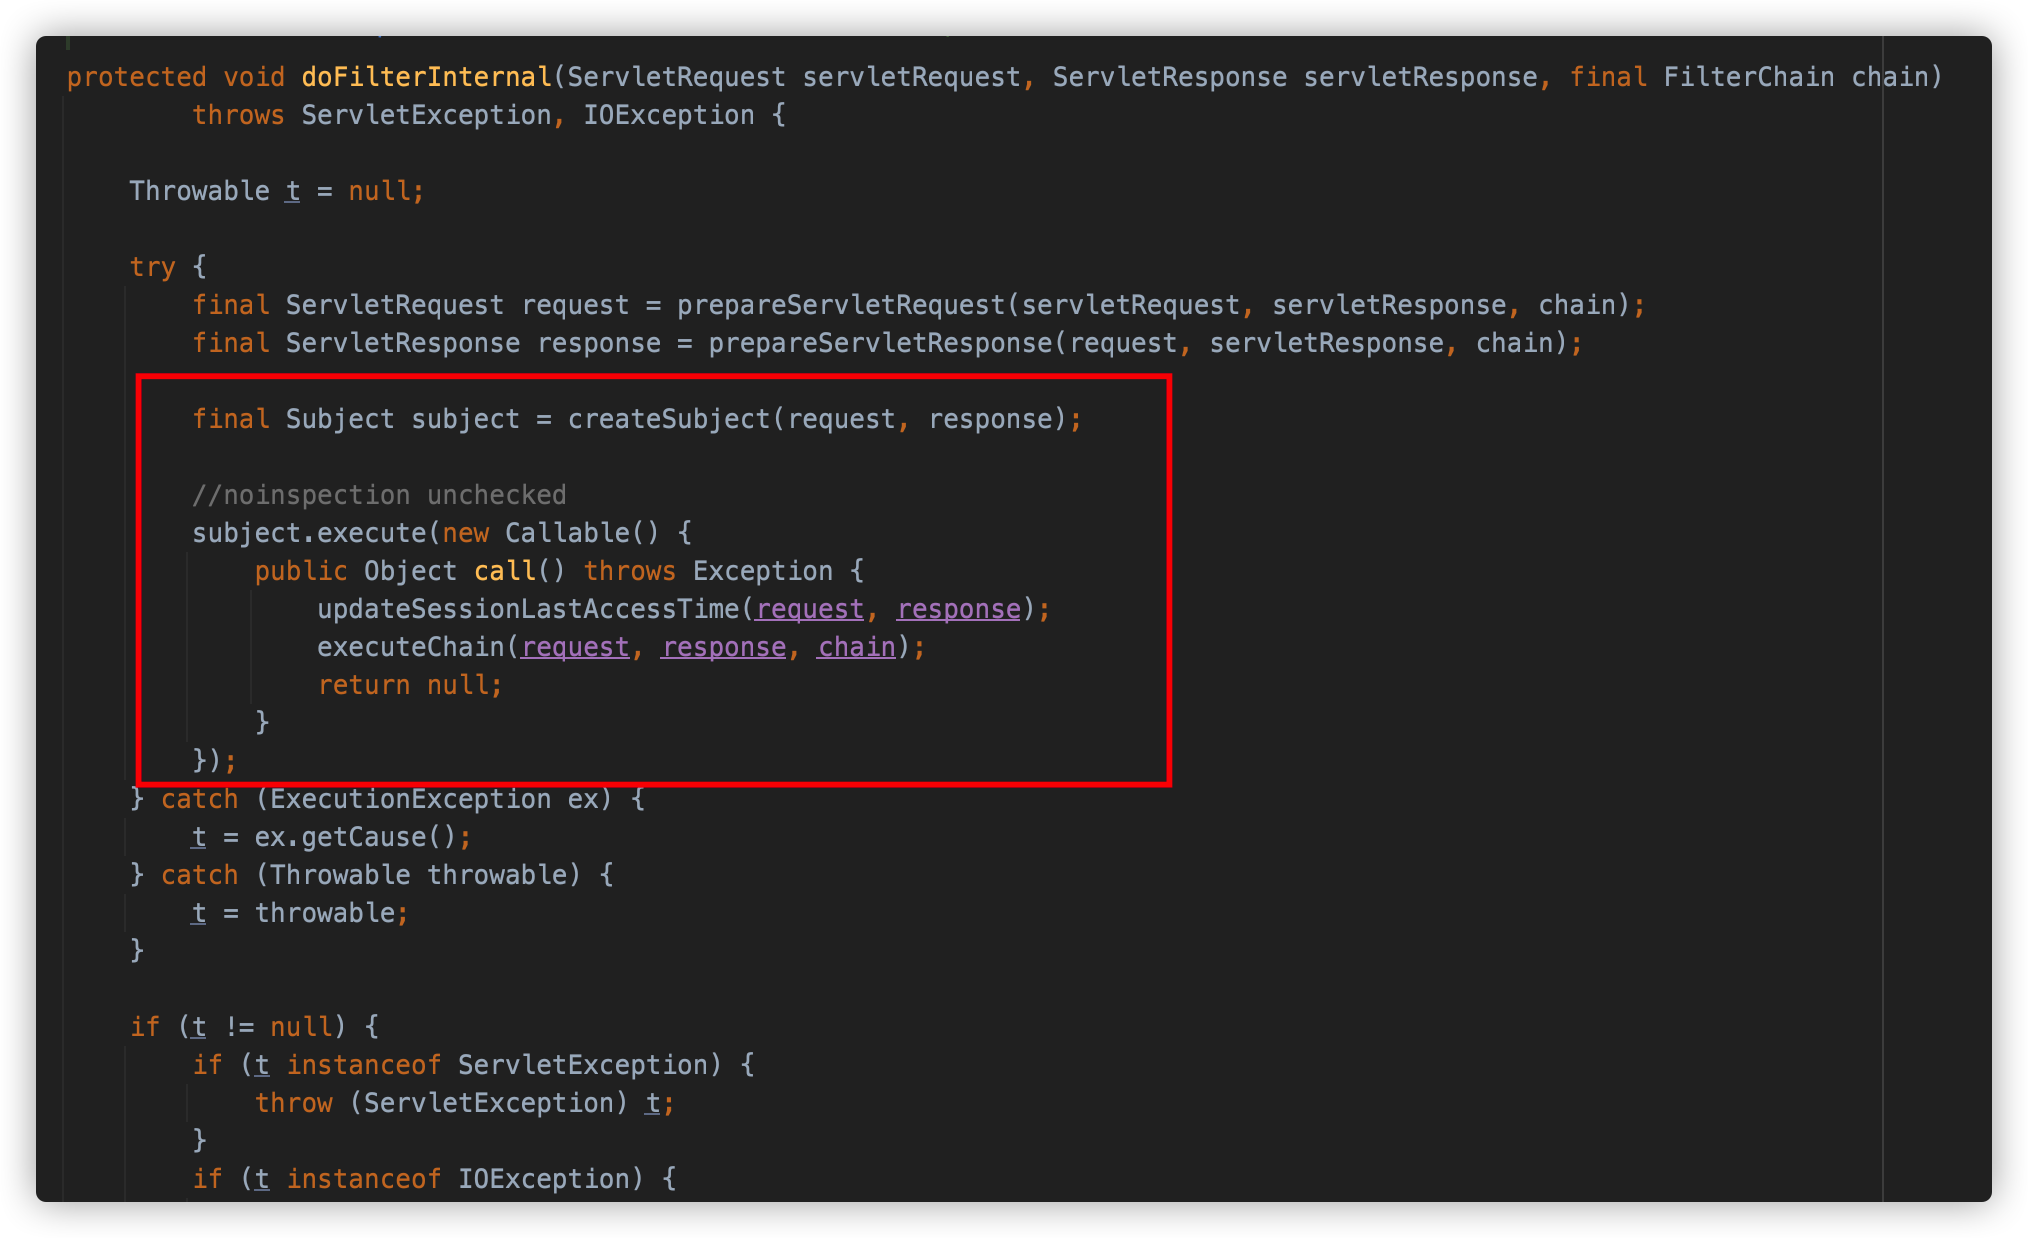 protected void doFilterInternal(ServletRequest servletRequest, ServletResponse servletResponse, final FilterChain chain)
        throws ServletException, IOException {

    Throwable t = null;

    try {
        final ServletRequest request = prepareServletRequest(servletRequest, servletResponse, chain);
        final ServletResponse response = prepareServletResponse(request, servletResponse, chain);

        final Subject subject = createSubject(request, response);

        //noinspection unchecked
        subject.execute(new Callable() {
            public Object call() throws Exception {
                updateSessionLastAccessTime(request, response);
                executeChain(request, response, chain);
                return null;
            }
        });
    } catch (ExecutionException ex) {
        t = ex.getCause();
    } catch (Throwable throwable) {
        t = throwable;
    }

    if (t != null) {
        if (t instanceof ServletException) {
            throw (ServletException) t;
        }
        if (t instanceof IOException) {